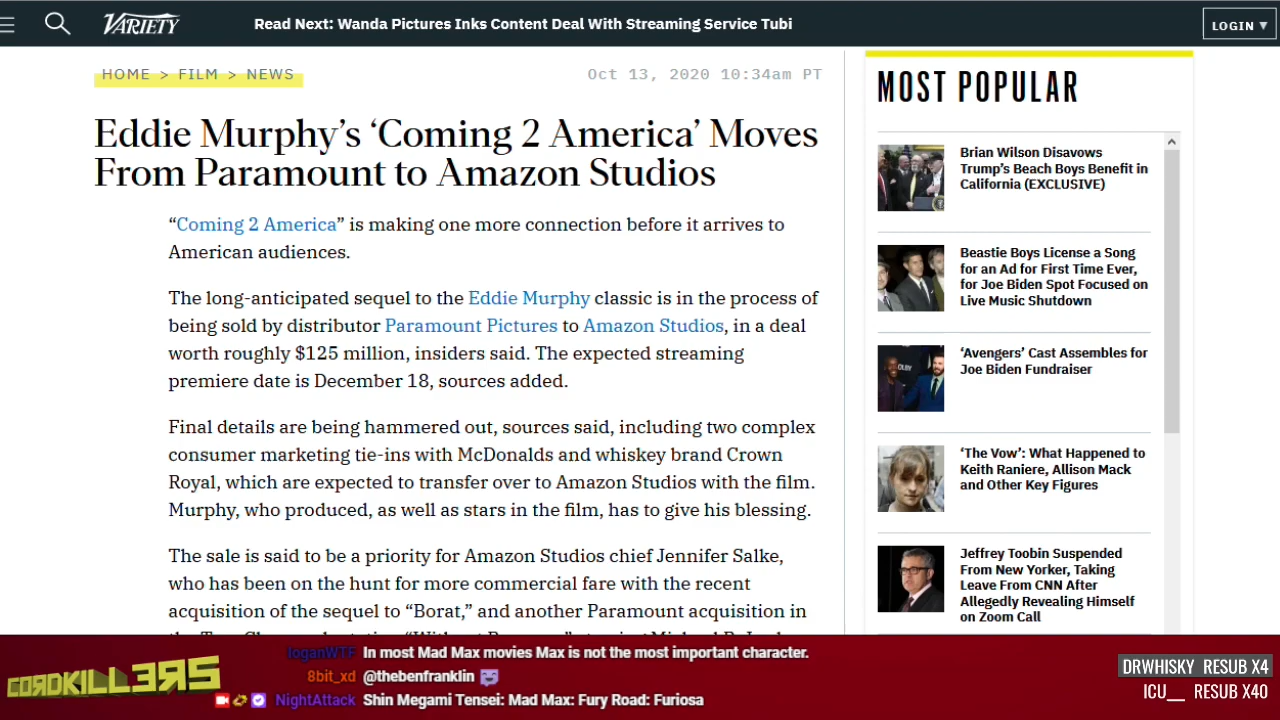 VARIETY
Read Next: Wanda Pictures Inks Content Deal With Streaming Service Tubi
LOGIN ▼
HOME > FILM > NEWS
Oct 13, 2020 10:34am PT
Eddie Murphy’s ‘Coming 2 America’ Moves
From Paramount to Amazon Studios
“Coming 2 America” is making one more connection before it arrives to
American audiences.
The long-anticipated sequel to the Eddie Murphy classic is in the process of
being sold by distributor Paramount Pictures to Amazon Studios, in a deal
worth roughly $125 million, insiders said. The expected streaming
premiere date is December 18, sources added.
Final details are being hammered out, sources said, including two complex
consumer marketing tie-ins with McDonalds and whiskey brand Crown
Royal, which are expected to transfer over to Amazon Studios with the film.
Murphy, who produced, as well as stars in the film, has to give his blessing.
The sale is said to be a priority for Amazon Studios chief Jennifer Salke,
who has been on the hunt for more commercial fare with the recent
acquisition of the sequel to “Borat,” and another Paramount acquisition in
MOST POPULAR
Brian Wilson Disavows
Trump’s Beach Boys Benefit in
California (EXCLUSIVE)
Beastie Boys License a Song
for an Ad for First Time Ever,
for Joe Biden Spot Focused on
Live Music Shutdown
‘Avengers’ Cast Assembles for
Joe Biden Fundraiser
‘The Vow’: What Happened to
Keith Raniere, Allison Mack
and Other Key Figures
Jeffrey Toobin Suspended
From New Yorker, Taking
Leave From CNN After
Allegedly Revealing Himself
on Zoom Call
CORDKILLERS
loganWTF In most Mad Max movies Max is not the most important character.
8bit_xd @thebenfranklin
NightAttack Shin Megami Tensei: Mad Max: Fury Road: Furiosa
DRWHISKY RESUB X4
ICU__ RESUB X40